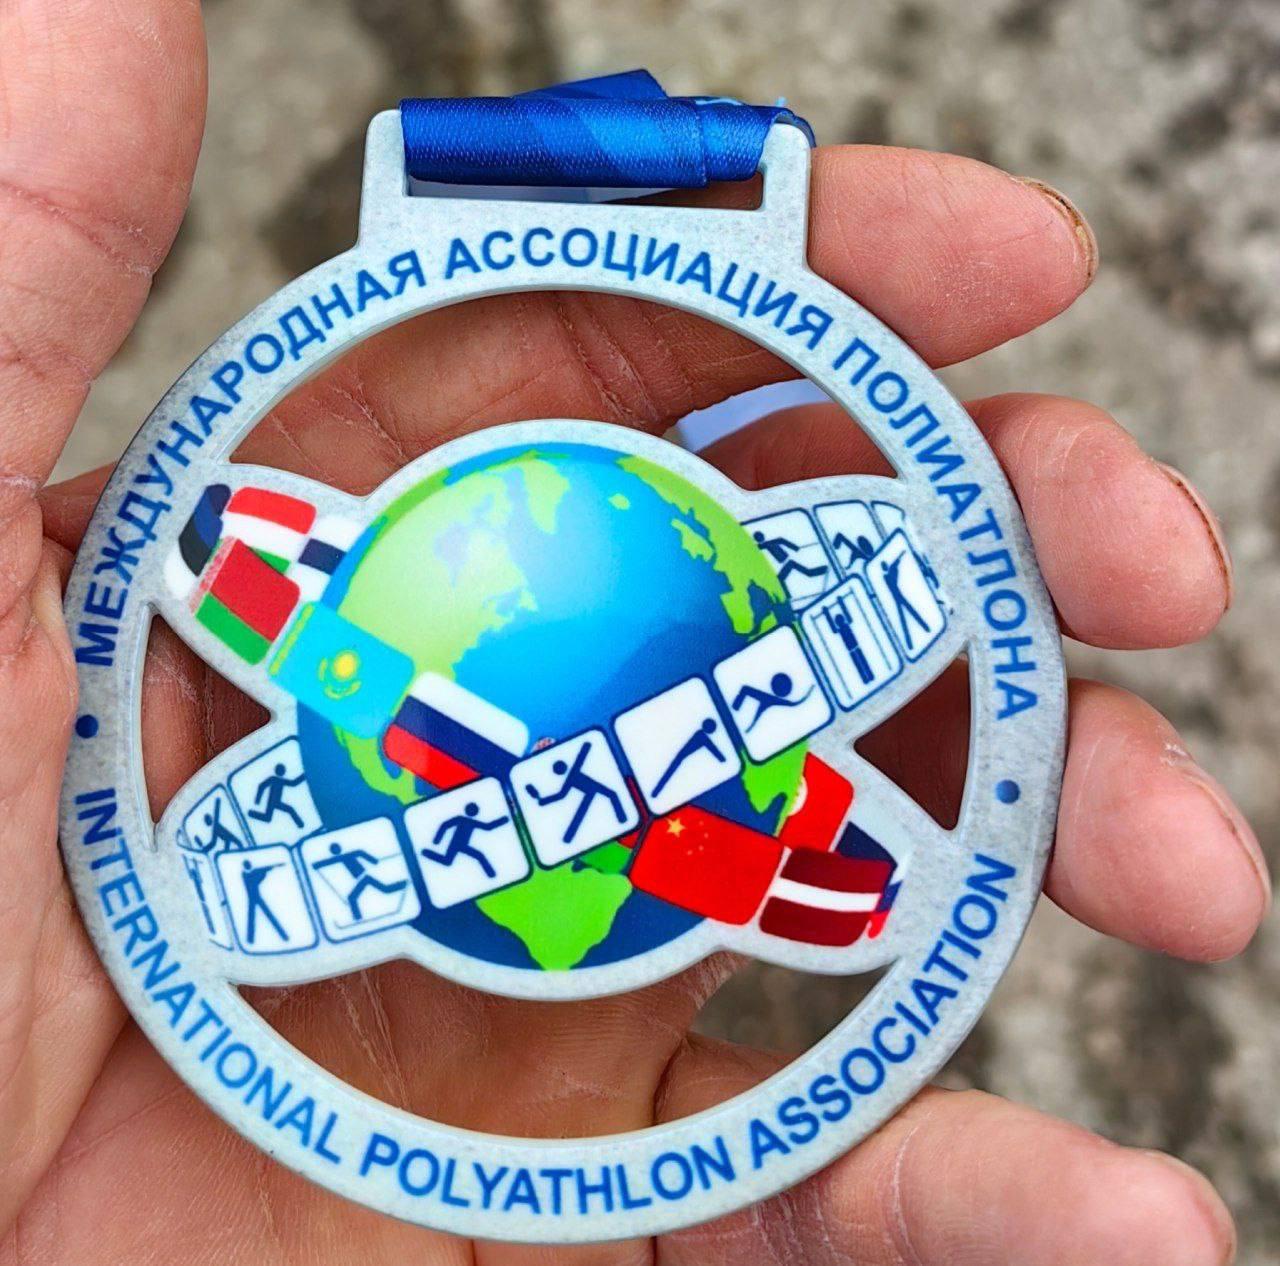 МЕЖДУНАРОДНАЯ АССОЦИАЦИЯ ПОЛИАТЛОНА
INTERNATIONAL POLYATHLON ASSOCIATION